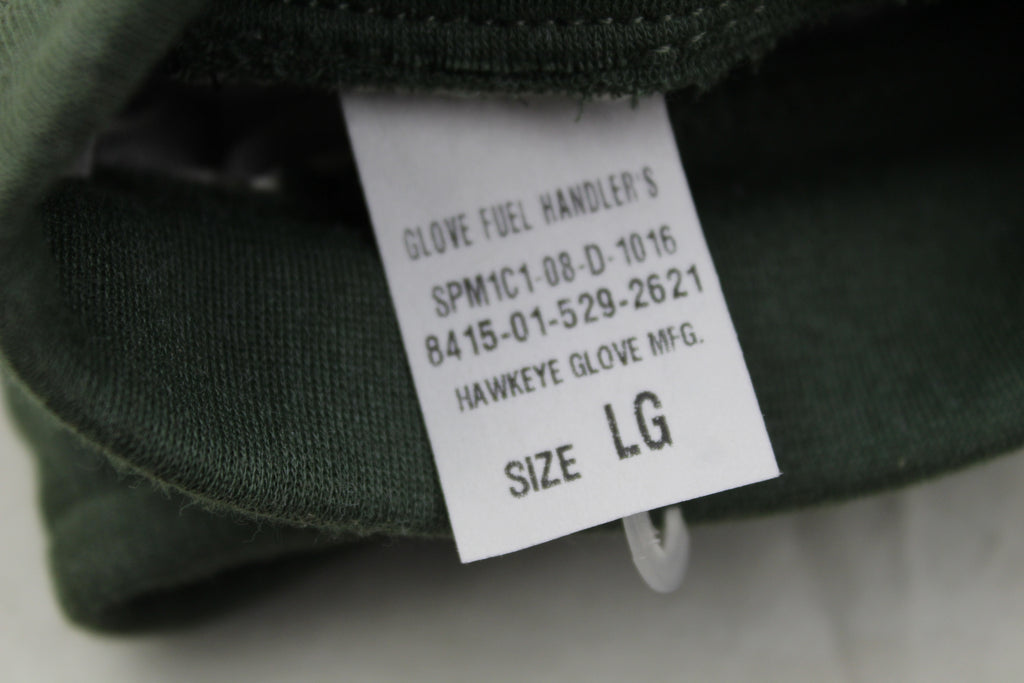 GLOVE FUEL HANDLER'S
SPM1C1-08-D-1016
8415-01-529-2621
HAWKEYE GLOVE MFG.
SIZE LG